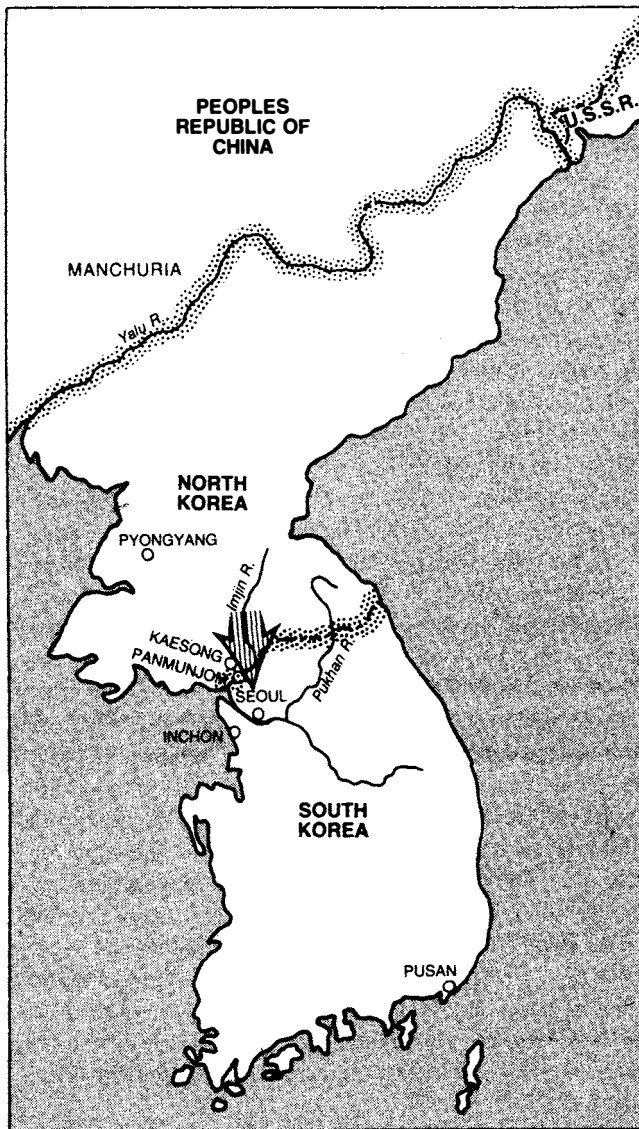 PEOPLES
REPUBLIC OF
CHINA
U.S.S.R.
MANCHURIA
Yalu R.
NORTH
KOREA
PYONGYANG
Imjin R.
KAESONG
PANMUNJOM
Pukhan R.
SEOUL
INCHON
SOUTH
KOREA
PUSAN